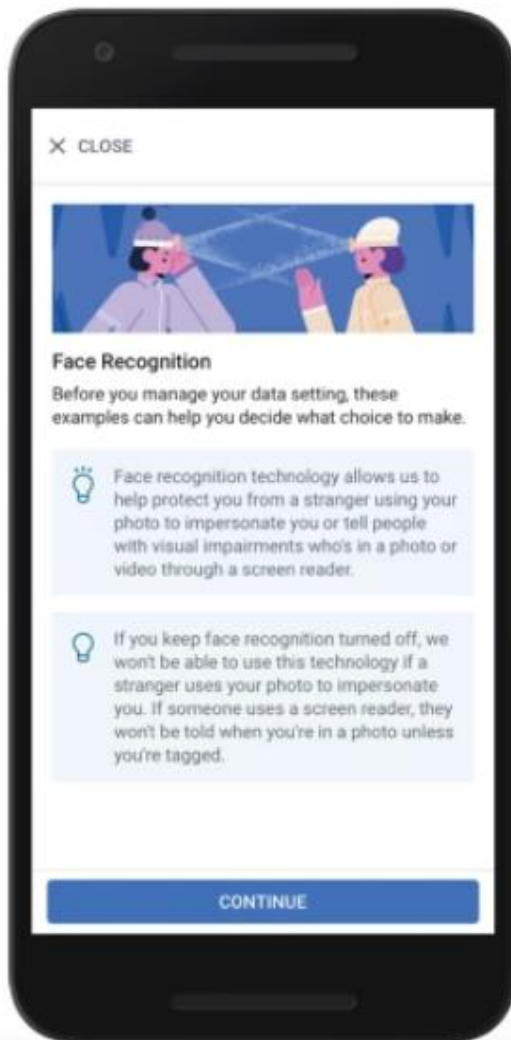 CLOSE
Face Recognition
Before you manage your data setting, these
examples can help you decide what choice to make.
Face recognition technology allows us to
help protect you from a stranger using your
photo to impersonate you or tell people
with visual impairments who's in a photo or
video through a screen reader.
If you keep face recognition turned off, we
won't be able to use this technology if a
stranger uses your photo to impersonate
you. If someone uses a screen reader, they
won't be told when you're in a photo unless
you're tagged.
CONTINUE